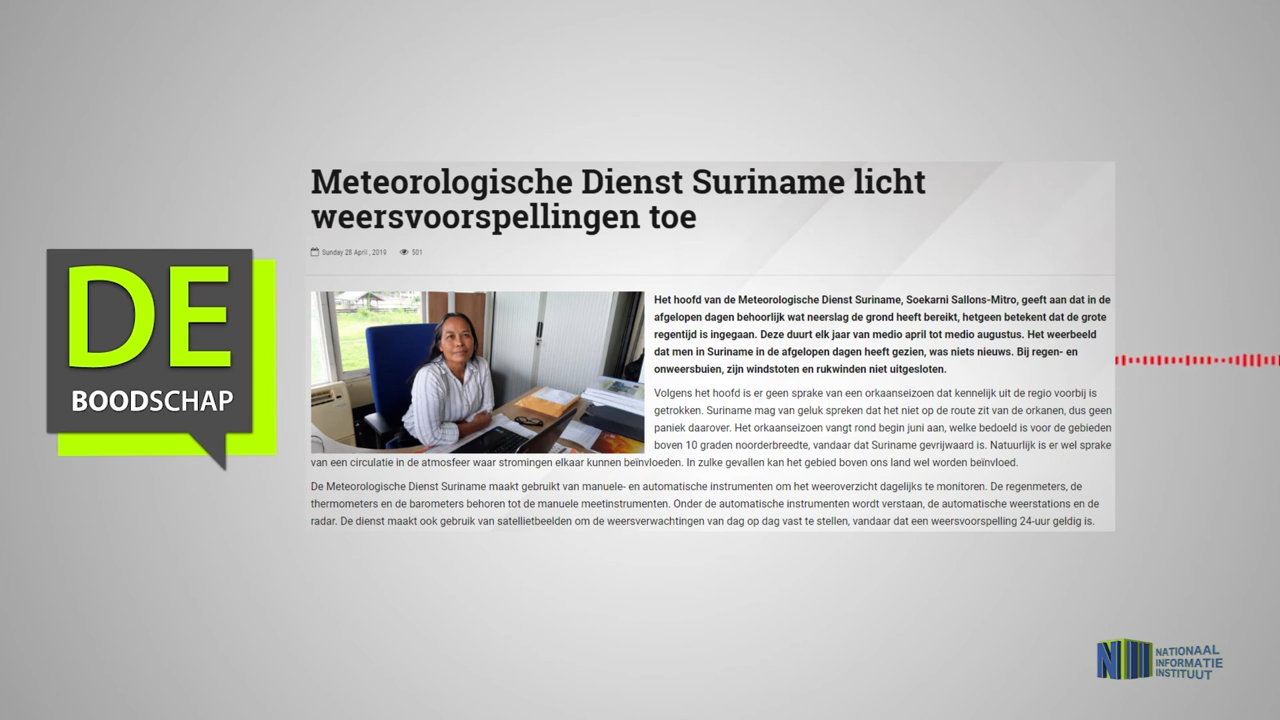 DE
BOODSCHAP
Meteorologische Dienst Suriname licht
weersvoorspellingen toe
Sunday 28 April , 2019 501
Het hoofd van de Meteorologische Dienst Suriname, Soekarni Sallons-Mitro, geeft aan dat in de
afgelopen dagen behoorlijk wat neerslag de grond heeft bereikt, hetgeen betekent dat de grote
regentijd is ingegaan. Deze duurt elk jaar van medio april tot medio augustus. Het weerbeeld
dat men in Suriname in de afgelopen dagen heeft gezien, was niets nieuws. Bij regen- en
onweersbuien, zijn windstoten en rukwinden niet uitgesloten.
Volgens het hoofd is er geen sprake van een orkaanseizoen dat kennelijk uit de regio voorbij is
getrokken. Suriname mag van geluk spreken dat het niet op de route zit van de orkanen, dus geen
paniek daarover. Het orkaanseizoen vangt rond begin juni aan, welke bedoeld is voor de gebieden
boven 10 graden noorderbreedte, vandaar dat Suriname gevrijwaard is. Natuurlijk is er wel sprake
van een circulatie in de atmosfeer waar stromingen elkaar kunnen beïnvloeden. In zulke gevallen kan het gebied boven ons land wel worden beïnvloed.
De Meteorologische Dienst Suriname maakt gebruikt van manuele- en automatische instrumenten om het weeroverzicht dagelijks te monitoren. De regenmeters, de
thermometers en de barometers behoren tot de manuele meetinstrumenten. Onder de automatische instrumenten wordt verstaan, de automatische weerstations en de
radar. De dienst maakt ook gebruik van satellietbeelden om de weersverwachtingen van dag op dag vast te stellen, vandaar dat een weersvoorspelling 24-uur geldig is.
NATIONAAL
INFORMATIE
INSTITUUT